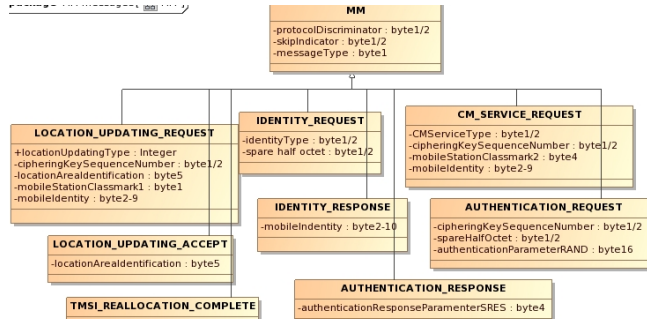 MM
-protocolDiscriminator : byte1/2
-skipIndicator : byte1/2
-messageType : byte1
LOCATION_UPDATING_REQUEST
+locationUpdatingType : Integer
-cipheringKeySequenceNumber : byte1/2
-locationAreaIdentification : byte5
-mobileStationClassmark1 : byte1
-mobileIdentity : byte2-9
IDENTITY_REQUEST
-identityType : byte1/2
-spare half octet : byte1/2
CM_SERVICE_REQUEST
-CMServiceType : byte1/2
-cipheringKeySequenceNumber : byte1/2
-mobileStationClassmark2 : byte4
-mobileIdentity : byte2-9
IDENTITY_RESPONSE
-mobileIndentity : byte2-10
AUTHENTICATION_REQUEST
-cipheringKeySequenceNumber : byte1/2
-spareHalfOctet : byte1/2
-authenticationParameterRAND : byte16
LOCATION_UPDATING_ACCEPT
-locationAreaIdentification : byte5
AUTHENTICATION_RESPONSE
-authenticationResponseParamenterSRES : byte4
TMSI_REALLOCATION_COMPLETE